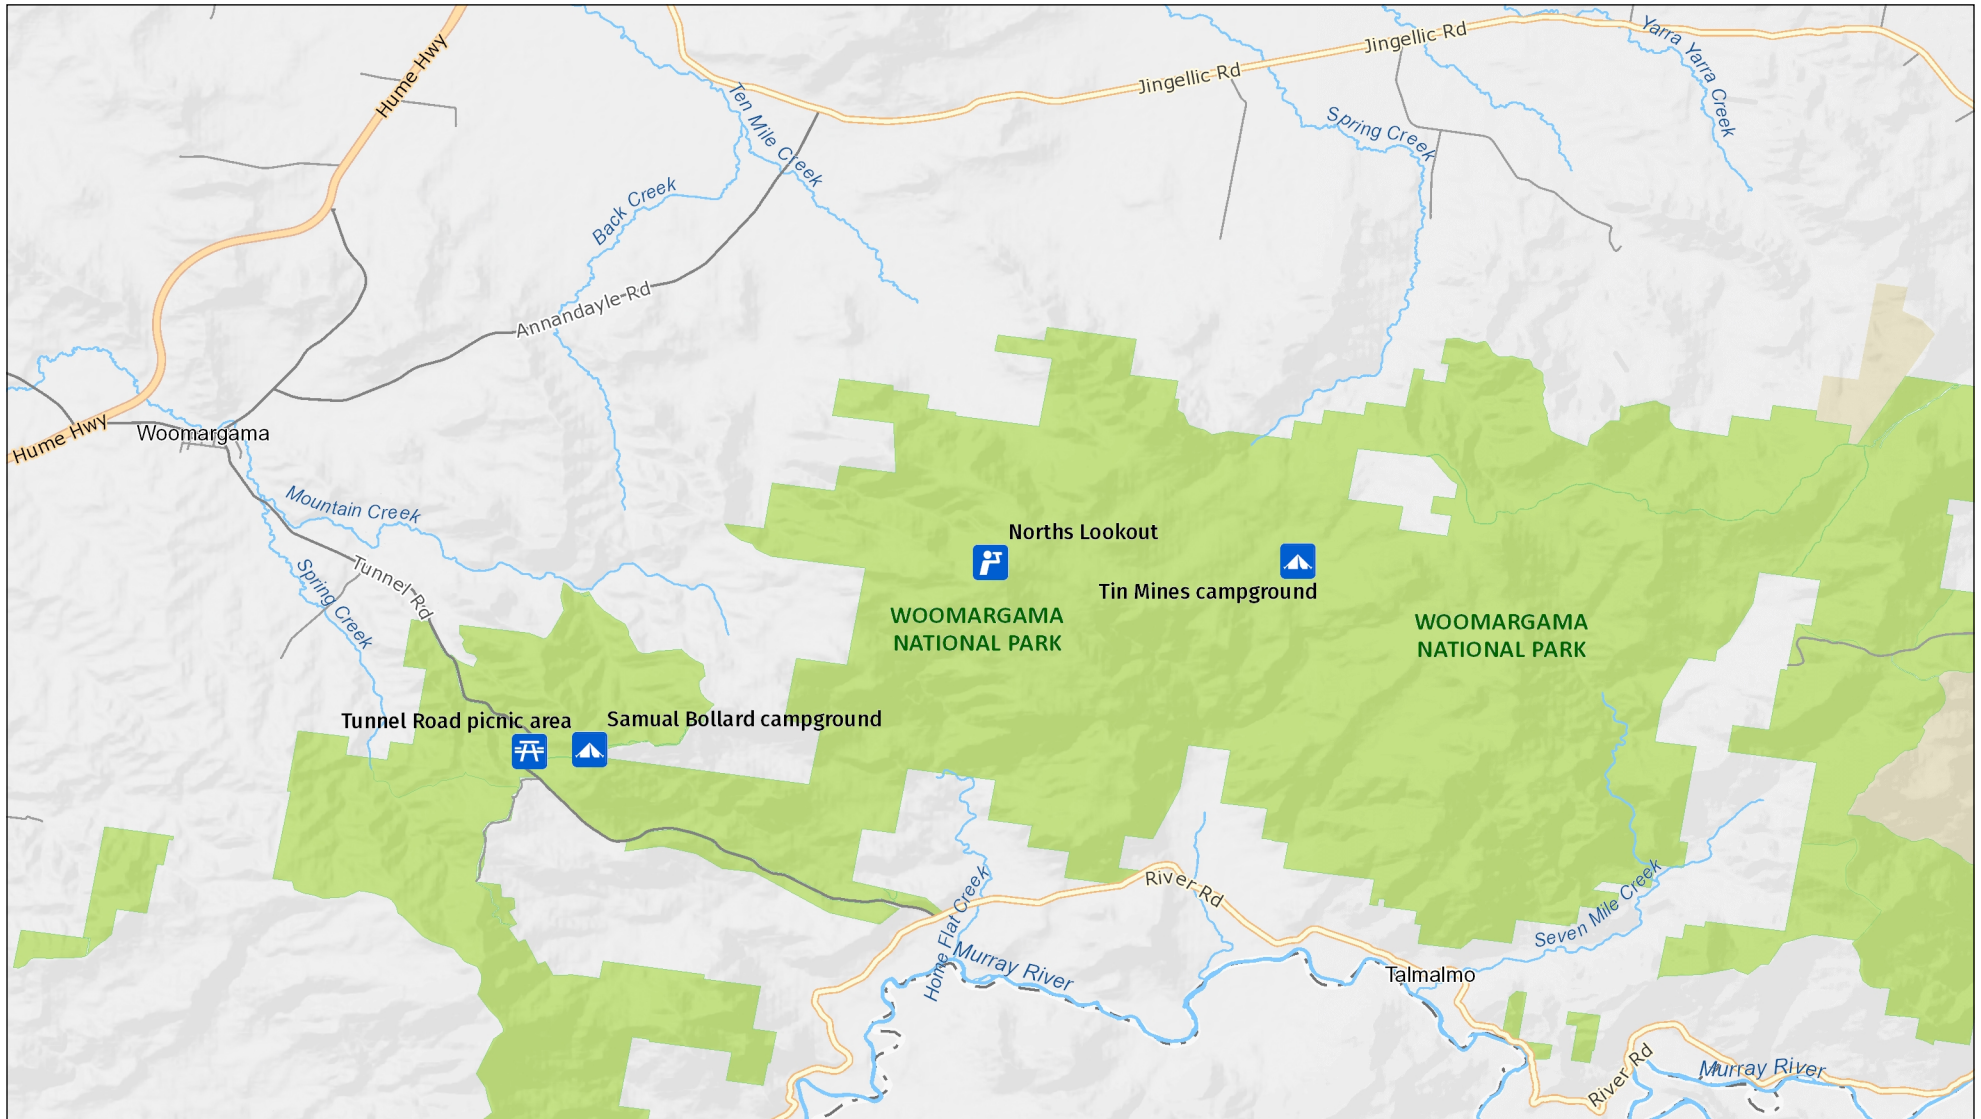 Hume Hwy
Jingellic Rd
Jingellic Rd
Yarra Yarra Creek
Ten Mile Creek
Spring Creek
Back Creek
Annandayle Rd
Hume Hwy
Woomargama
Mountain Creek
Norths Lookout
Tin Mines campground
Tunnel Rd
Spring Creek
WOOMARGAMA
NATIONAL PARK
WOOMARGAMA
NATIONAL PARK
Tunnel Road picnic area
Samual Bollard campground
River Rd
Home Flat Creek
Seven Mile Creek
Murray River
Talmalmo
River Rd
Murray River